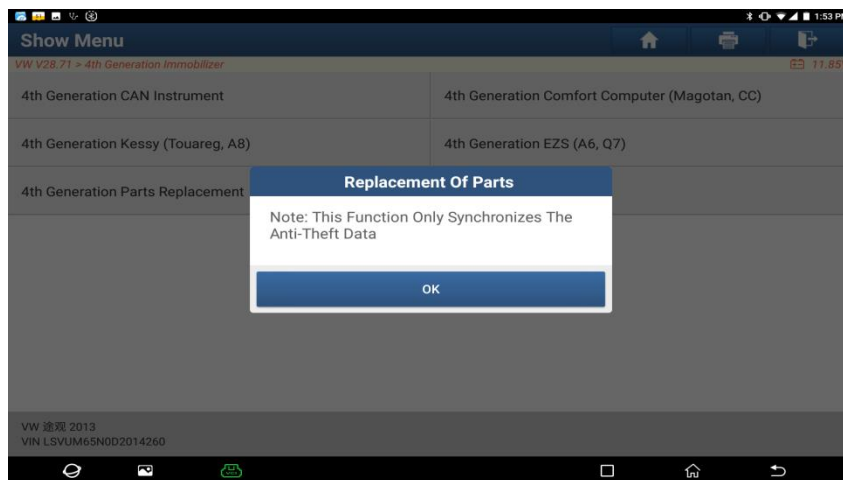 1:53 PM
Show Menu
VW V28.71 > 4th Generation Immobilizer
11.85V
4th Generation CAN Instrument
4th Generation Comfort Computer (Magotan, CC)
4th Generation Kessy (Touareg, A8)
4th Generation EZS (A6, Q7)
4th Generation Parts Replacement
Replacement Of Parts
Note: This Function Only Synchronizes The
Anti-Theft Data
OK
VW 途观 2013
VIN LSVUM65N0D2014260